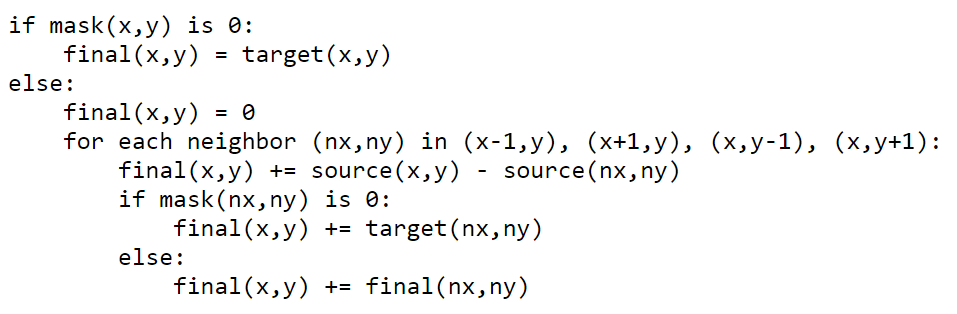 if mask(x,y) is 0:
    final(x,y) = target(x,y)
else:
    final(x,y) = 0
    for each neighbor (nx,ny) in (x-1,y), (x+1,y), (x,y-1), (x,y+1):
        final(x,y) += source(x,y) - source(nx,ny)
        if mask(nx,ny) is 0:
            final(x,y) += target(nx,ny)
        else:
            final(x,y) += final(nx,ny)